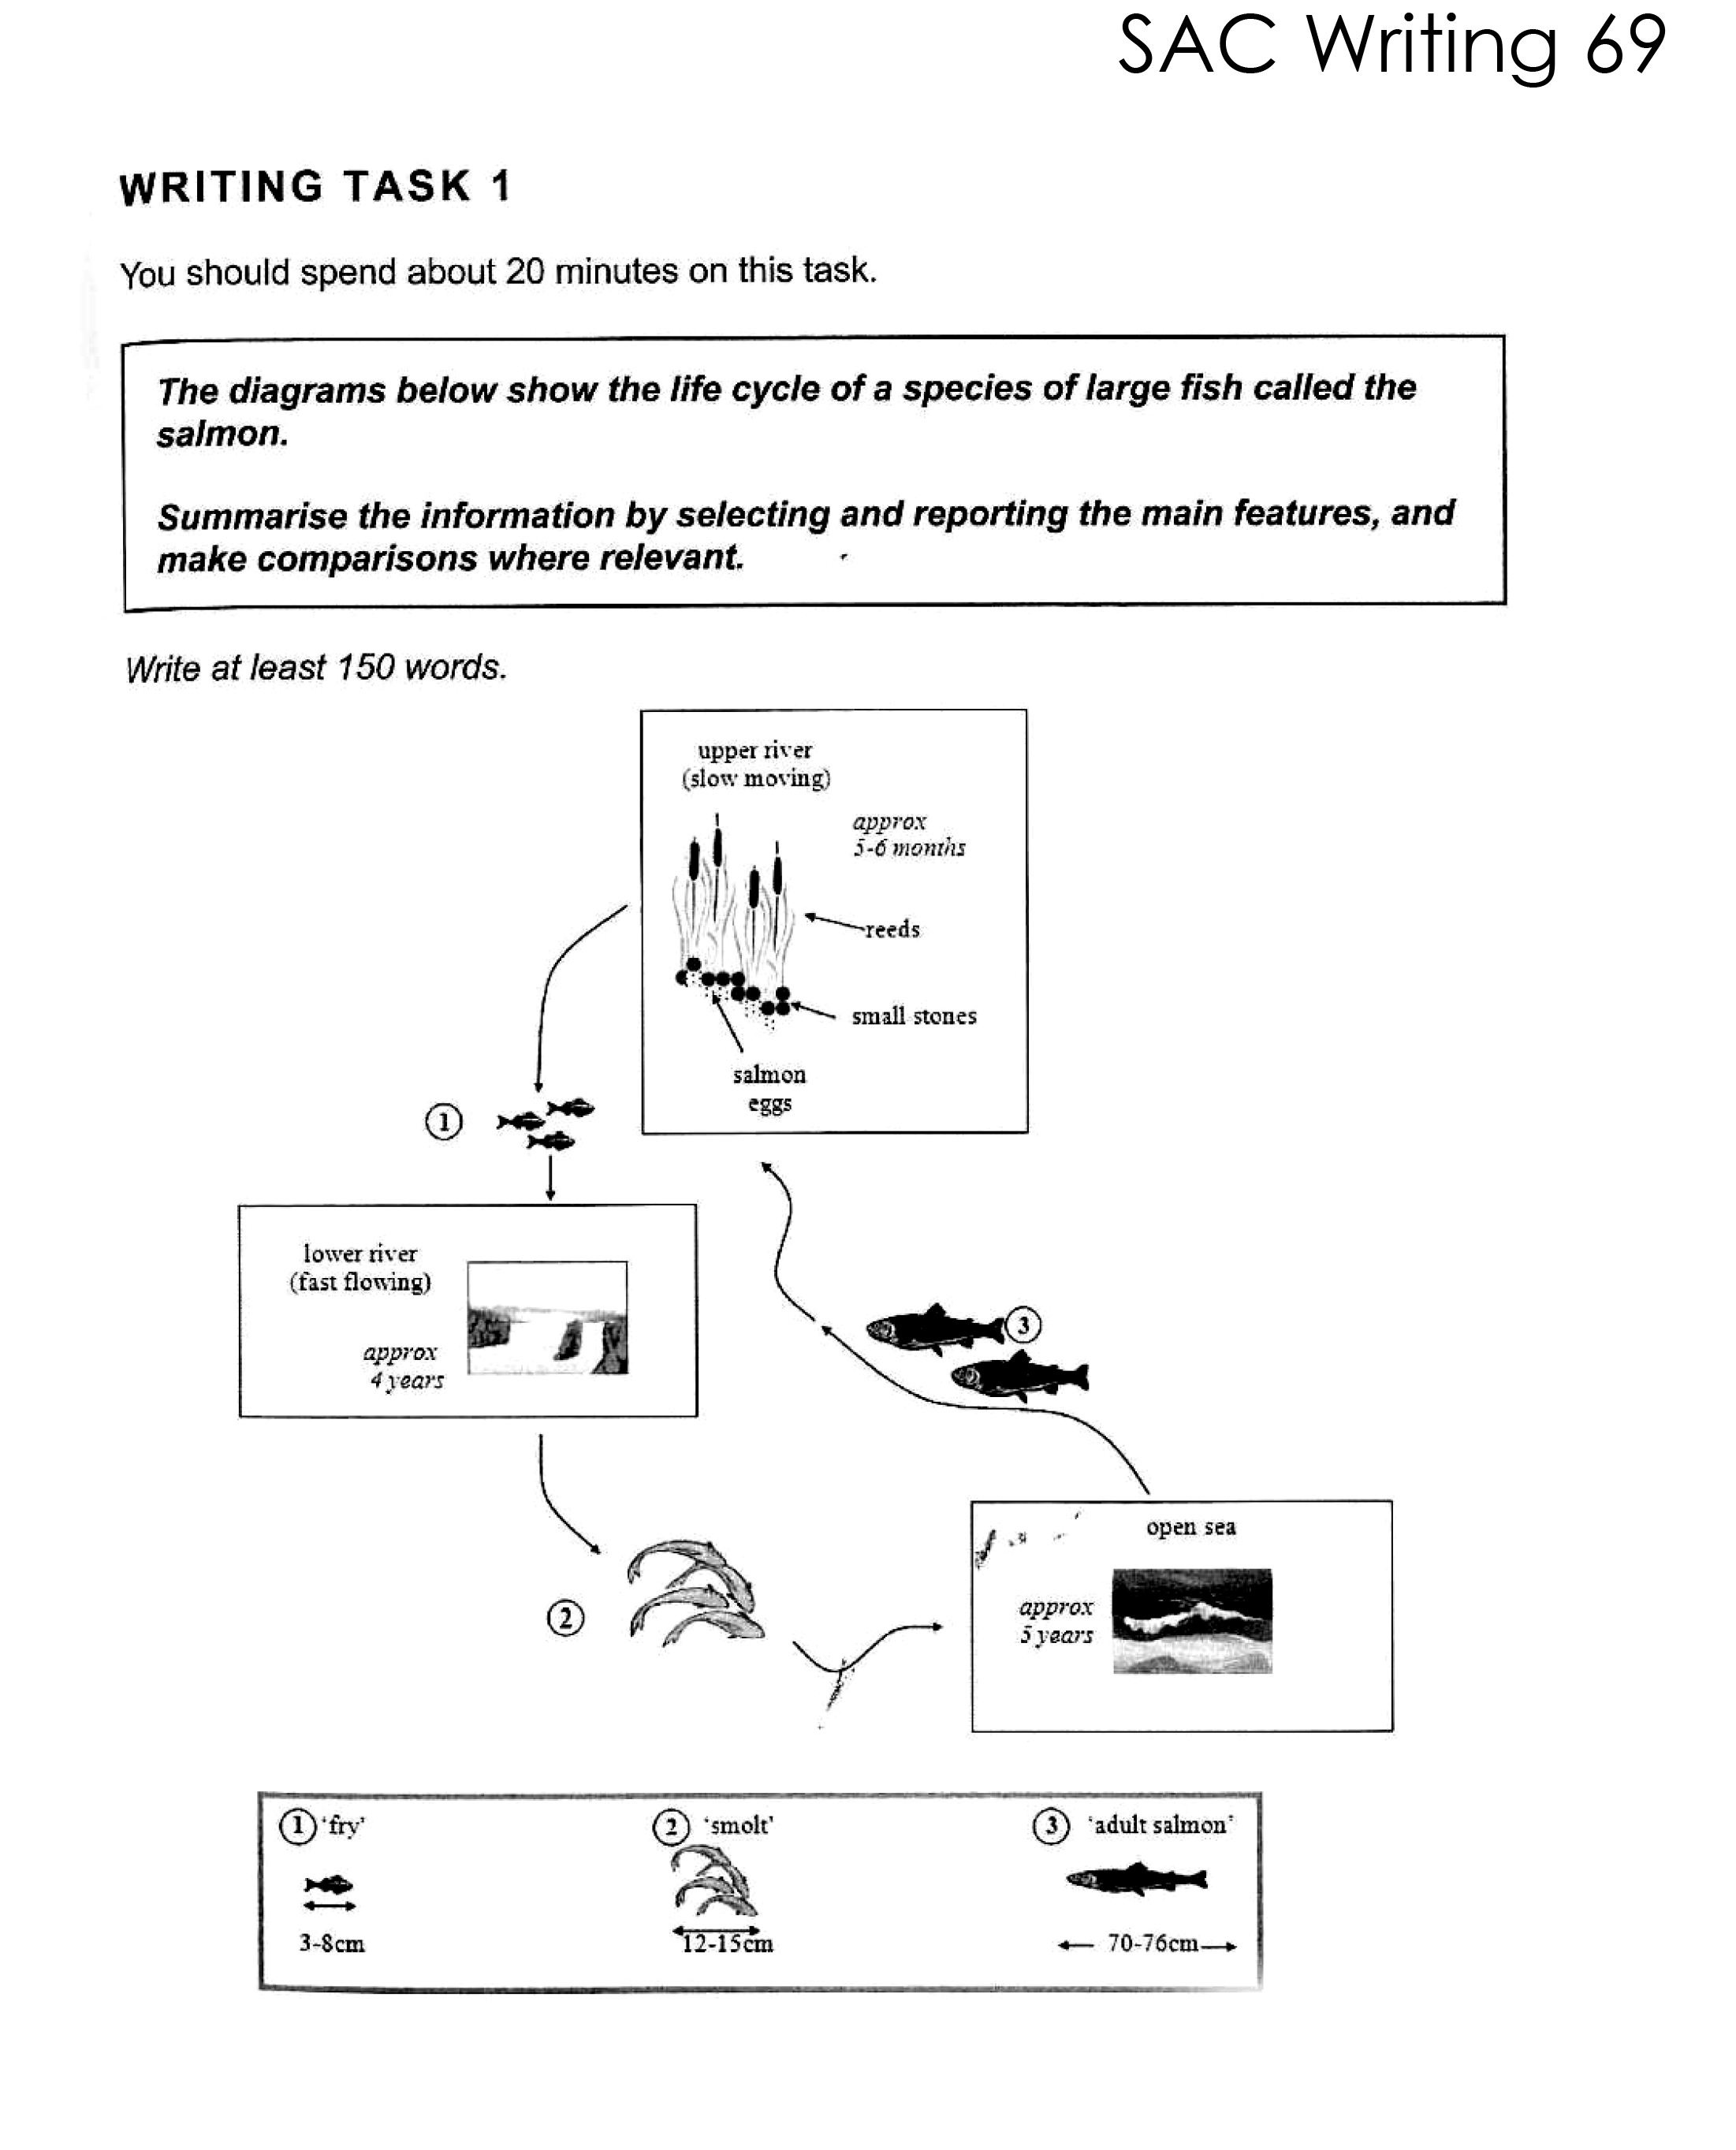 SAC Writing 69
WRITING TASK 1
You should spend about 20 minutes on this task.
The diagrams below show the life cycle of a species of large fish called the
salmon.
Summarise the information by selecting and reporting the main features, and
make comparisons where relevant.
Write at least 150 words.
upper river
(slow moving)
approx
5-6 months
reeds
small stones
salmon
eggs
1
lower river
(fast flowing)
approx
4 years
3
2
open sea
approx
5 years
1 'fry'
2 'smolt'
3 'adult salmon'
3-8cm
12-15cm
70-76cm